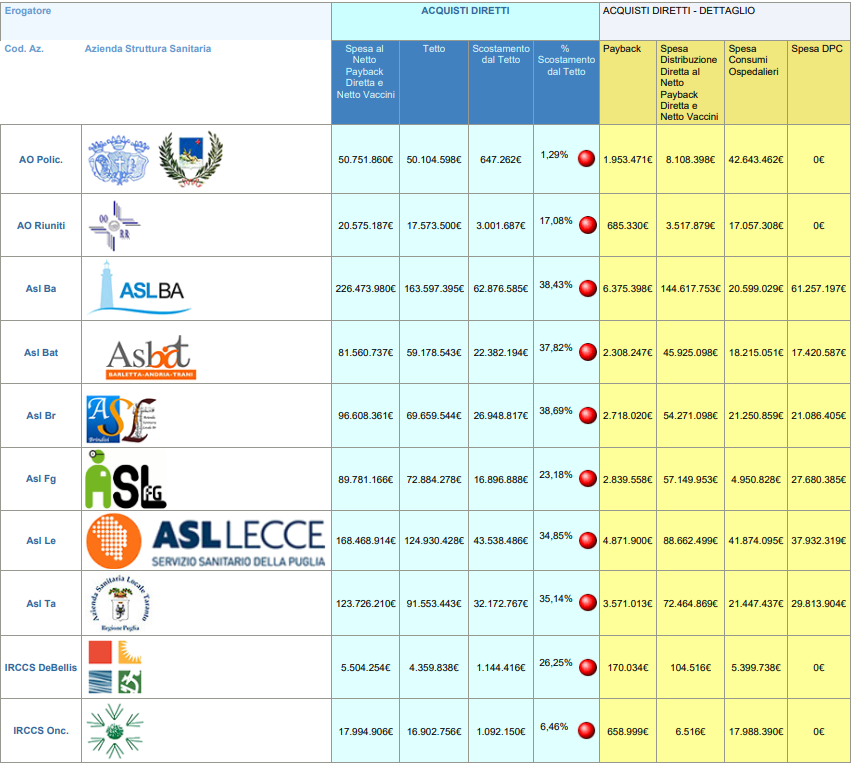 Erogatore
ACQUISTI DIRETTI
ACQUISTI DIRETTI - DETTAGLIO
Cod. Az.
Azienda Struttura Sanitaria
Spesa al
Netto
Payback
Diretta e
Netto Vaccini
Tetto
Scostamento
dal Tetto
%
Scostamento
dal Tetto
Payback
Spesa
Distribuzione
Diretta al
Netto
Payback
Diretta e
Netto Vaccini
Spesa
Consumi
Ospedalieri
Spesa DPC
AO Polic.
50.751.860€ 50.104.598€ 647.262€ 1,29% 1.953.471€ 8.108.398€ 42.643.462€ 0€
AO Riuniti
OO
RR
20.575.187€ 17.573.500€ 3.001.687€ 17,08% 685.330€ 3.517.879€ 17.057.308€ 0€
Asl Ba
ASLBA
226.473.980€ 163.597.395€ 62.876.585€ 38,43% 6.375.398€ 144.617.753€ 20.599.029€ 61.257.197€
Asl Bat
Asbat
BARLETTA-ANDRIA-TRANI
81.560.737€ 59.178.543€ 22.382.194€ 37,82% 2.308.247€ 45.925.098€ 18.215.051€ 17.420.587€
Asl Br
ASL
Brindisi
96.608.361€ 69.659.544€ 26.948.817€ 38,69% 2.718.020€ 54.271.098€ 21.250.859€ 21.086.405€
Asl Fg
ASL
FG
89.781.166€ 72.884.278€ 16.896.888€ 23,18% 2.839.558€ 57.149.953€ 4.950.828€ 27.680.385€
Asl Le
ASL LECCE
SERVIZIO SANITARIO DELLA PUGLIA
168.468.914€ 124.930.428€ 43.538.486€ 34,85% 4.871.900€ 88.662.499€ 41.874.095€ 37.932.319€
Asl Ta
Azienda Sanitaria Locale Taranto
Regione Puglia
123.726.210€ 91.553.443€ 32.172.767€ 35,14% 3.571.013€ 72.464.869€ 21.447.437€ 29.813.904€
IRCCS DeBellis
5.504.254€ 4.359.838€ 1.144.416€ 26,25% 170.034€ 104.516€ 5.399.738€ 0€
IRCCS Onc.
17.994.906€ 16.902.756€ 1.092.150€ 6,46% 658.999€ 6.516€ 17.988.390€ 0€